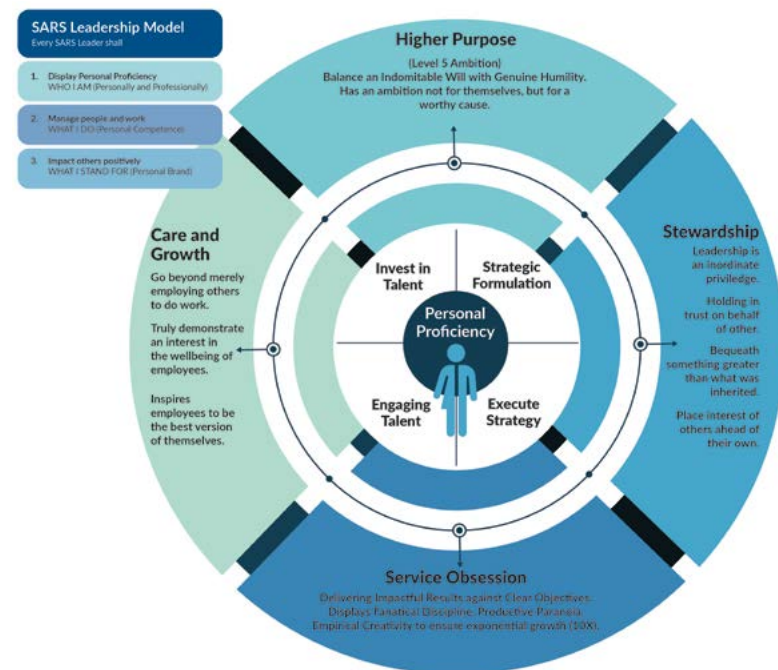 SARS Leadership Model
Every SARS Leader shall
1. Display Personal Proficiency
WHO I AM (Personally and Professionally)
2. Manage people and work
WHAT I DO (Personal Competence)
3. Impact others positively
WHAT I STAND FOR (Personal Brand)
Higher Purpose
(Level 5 Ambition)
Balance an Indomitable Will with Genuine Humility.
Has an ambition not for themselves, but for a
worthy cause.
Care and
Growth
Go beyond merely
employing others
to do work.
Truly demonstrate
an interest in
the wellbeing of
employees.
Inspires
employees to be
the best version
of themselves.
Invest in
Talent
Strategic
Formulation
Personal
Proficiency
Engaging
Talent
Execute
Strategy
Stewardship
Leadership is
an inordinate
priviledge.
Holding in
trust on behalf
of other.
Bequeath
something greater
than what was
inherited.
Place interest of
others ahead of
their own.
Service Obsession
Delivering Impactful Results against Clear Objectives.
Displays Fanatical Discipline, Productive Paranoia
Empirical Creativity to ensure exponential growth (10X).